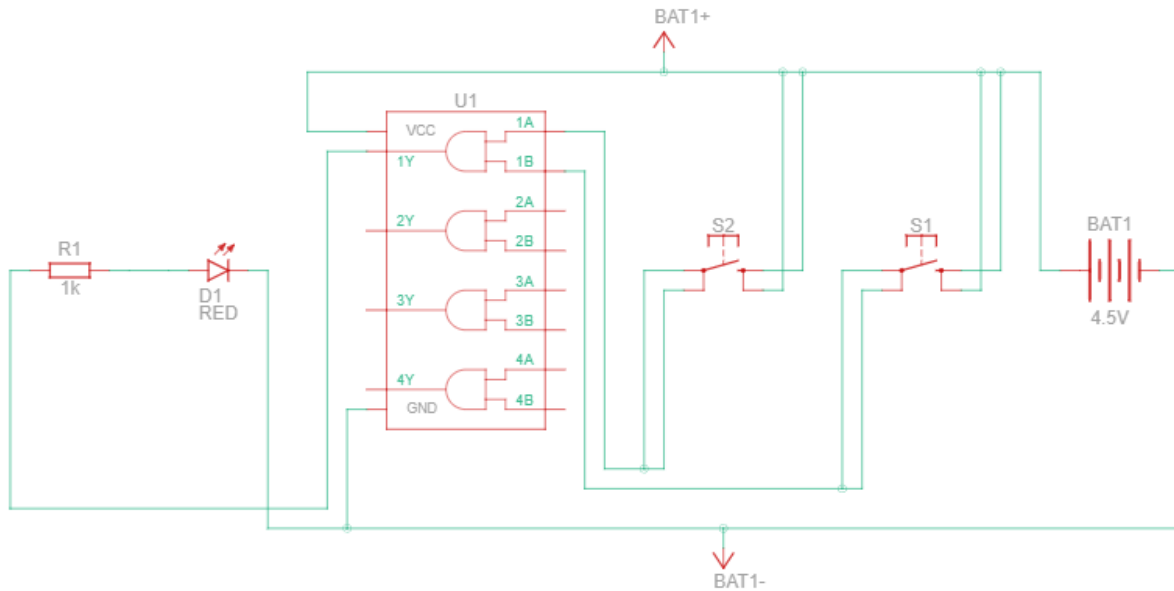 BAT1+
U1
VCC
1A
1Y
1B
2A
2Y
2B
3A
3Y
3B
4A
4Y
4B
GND
R1
1k
D1
RED
S2
S1
BAT1
4.5V
BAT1-